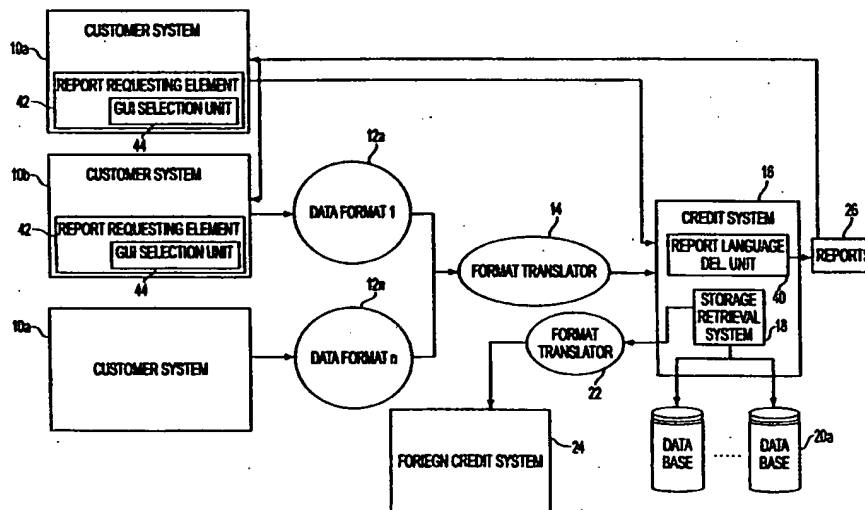 CUSTOMER SYSTEM
10a
REPORT REQUESTING ELEMENT
42
GUI SELECTION UNIT
44
10b
CUSTOMER SYSTEM
42
REPORT REQUESTING ELEMENT
GUI SELECTION UNIT
44
10a
CUSTOMER SYSTEM
12a
DATA FORMAT 1
12n
DATA FORMAT n
14
FORMAT TRANSLATOR
FORMAT
TRANSLATOR
22
FORIEGN CREDIT SYSTEM
24
16
CREDIT SYSTEM
REPORT LANGUAGE
DEL. UNIT
40
STORAGE
RETRIEVAL
SYSTEM
18
26
REPORTS
DATA
BASE
DATA
BASE
20a